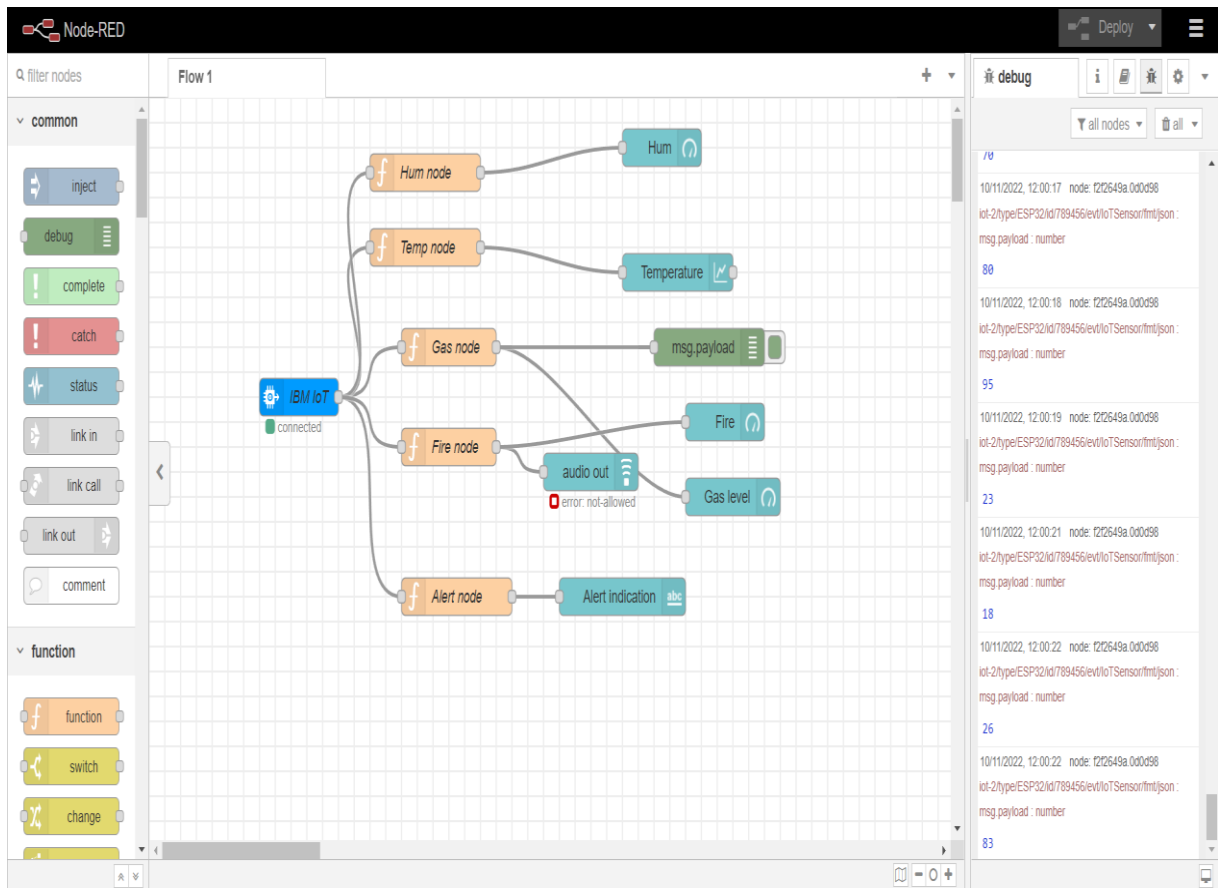 Node-RED
Deploy
filter nodes
Flow 1
debug
i
all nodes
all
common
inject
debug
complete
catch
status
link in
link call
link out
comment
function
function
switch
change
Hum node
Hum
Temp node
Temperature
Gas node
msg.payload
IBM IoT
connected
Fire node
Fire
audio out
error: not-allowed
Gas level
Alert node
Alert indication
abc
70
10/11/2022, 12:00:17 node: f2f2649a.0d0d98
iot-2/type/ESP32/id/789456/evt/IoTSensor/fmt/json :
msg.payload : number
80
10/11/2022, 12:00:18 node: f2f2649a.0d0d98
iot-2/type/ESP32/id/789456/evt/IoTSensor/fmt/json :
msg.payload : number
95
10/11/2022, 12:00:19 node: f2f2649a.0d0d98
iot-2/type/ESP32/id/789456/evt/IoTSensor/fmt/json :
msg.payload : number
23
10/11/2022, 12:00:21 node: f2f2649a.0d0d98
iot-2/type/ESP32/id/789456/evt/IoTSensor/fmt/json :
msg.payload : number
18
10/11/2022, 12:00:22 node: f2f2649a.0d0d98
iot-2/type/ESP32/id/789456/evt/IoTSensor/fmt/json :
msg.payload : number
26
10/11/2022, 12:00:22 node: f2f2649a.0d0d98
iot-2/type/ESP32/id/789456/evt/IoTSensor/fmt/json :
msg.payload : number
83